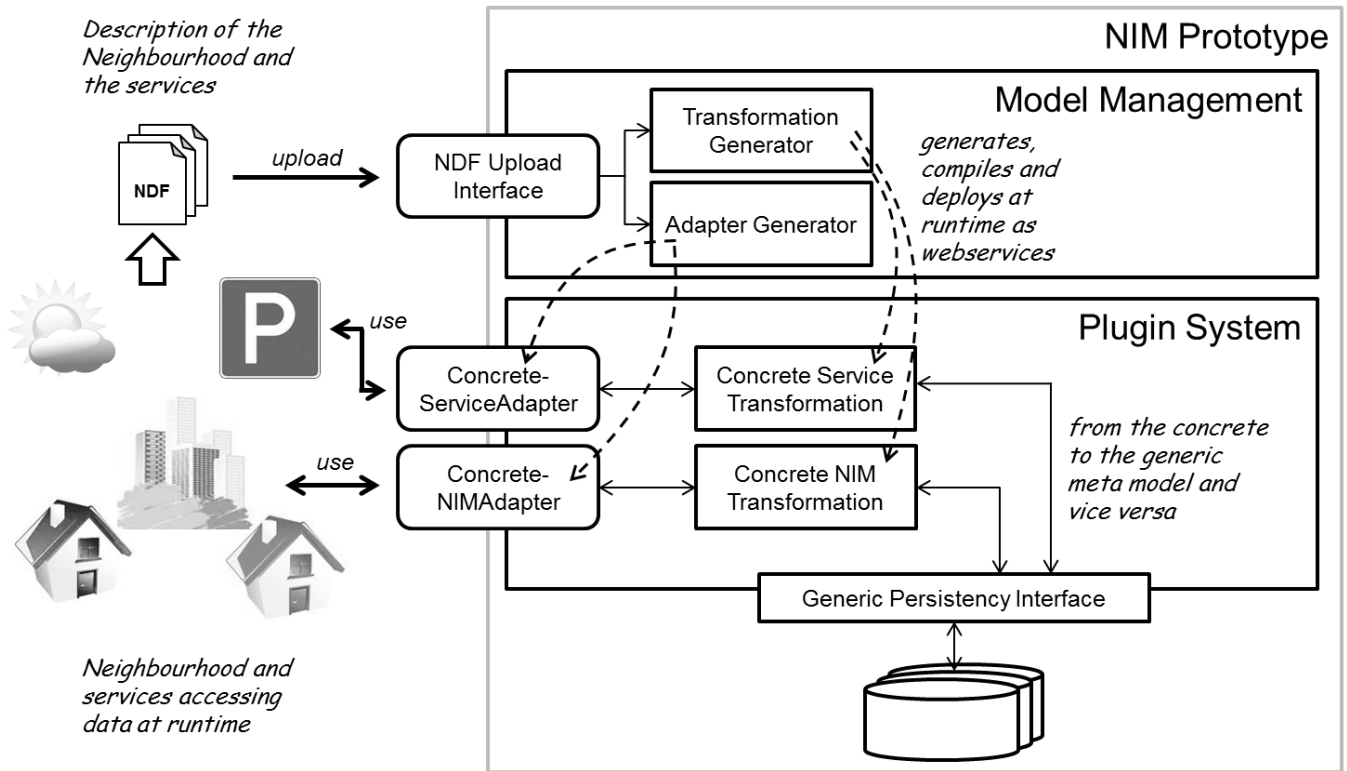 Description of the
Neighbourhood and
the services
NDF
upload
NIM Prototype
Model Management
NDF Upload
Interface
Transformation
Generator
Adapter Generator
generates,
compiles and
deploys at
runtime as
webservices
P
use
use
Plugin System
Concrete-
ServiceAdapter
Concrete Service
Transformation
Concrete-
NIMAdapter
Concrete NIM
Transformation
from the concrete
to the generic
meta model and
vice versa
Generic Persistency Interface
Neighbourhood and
services accessing
data at runtime